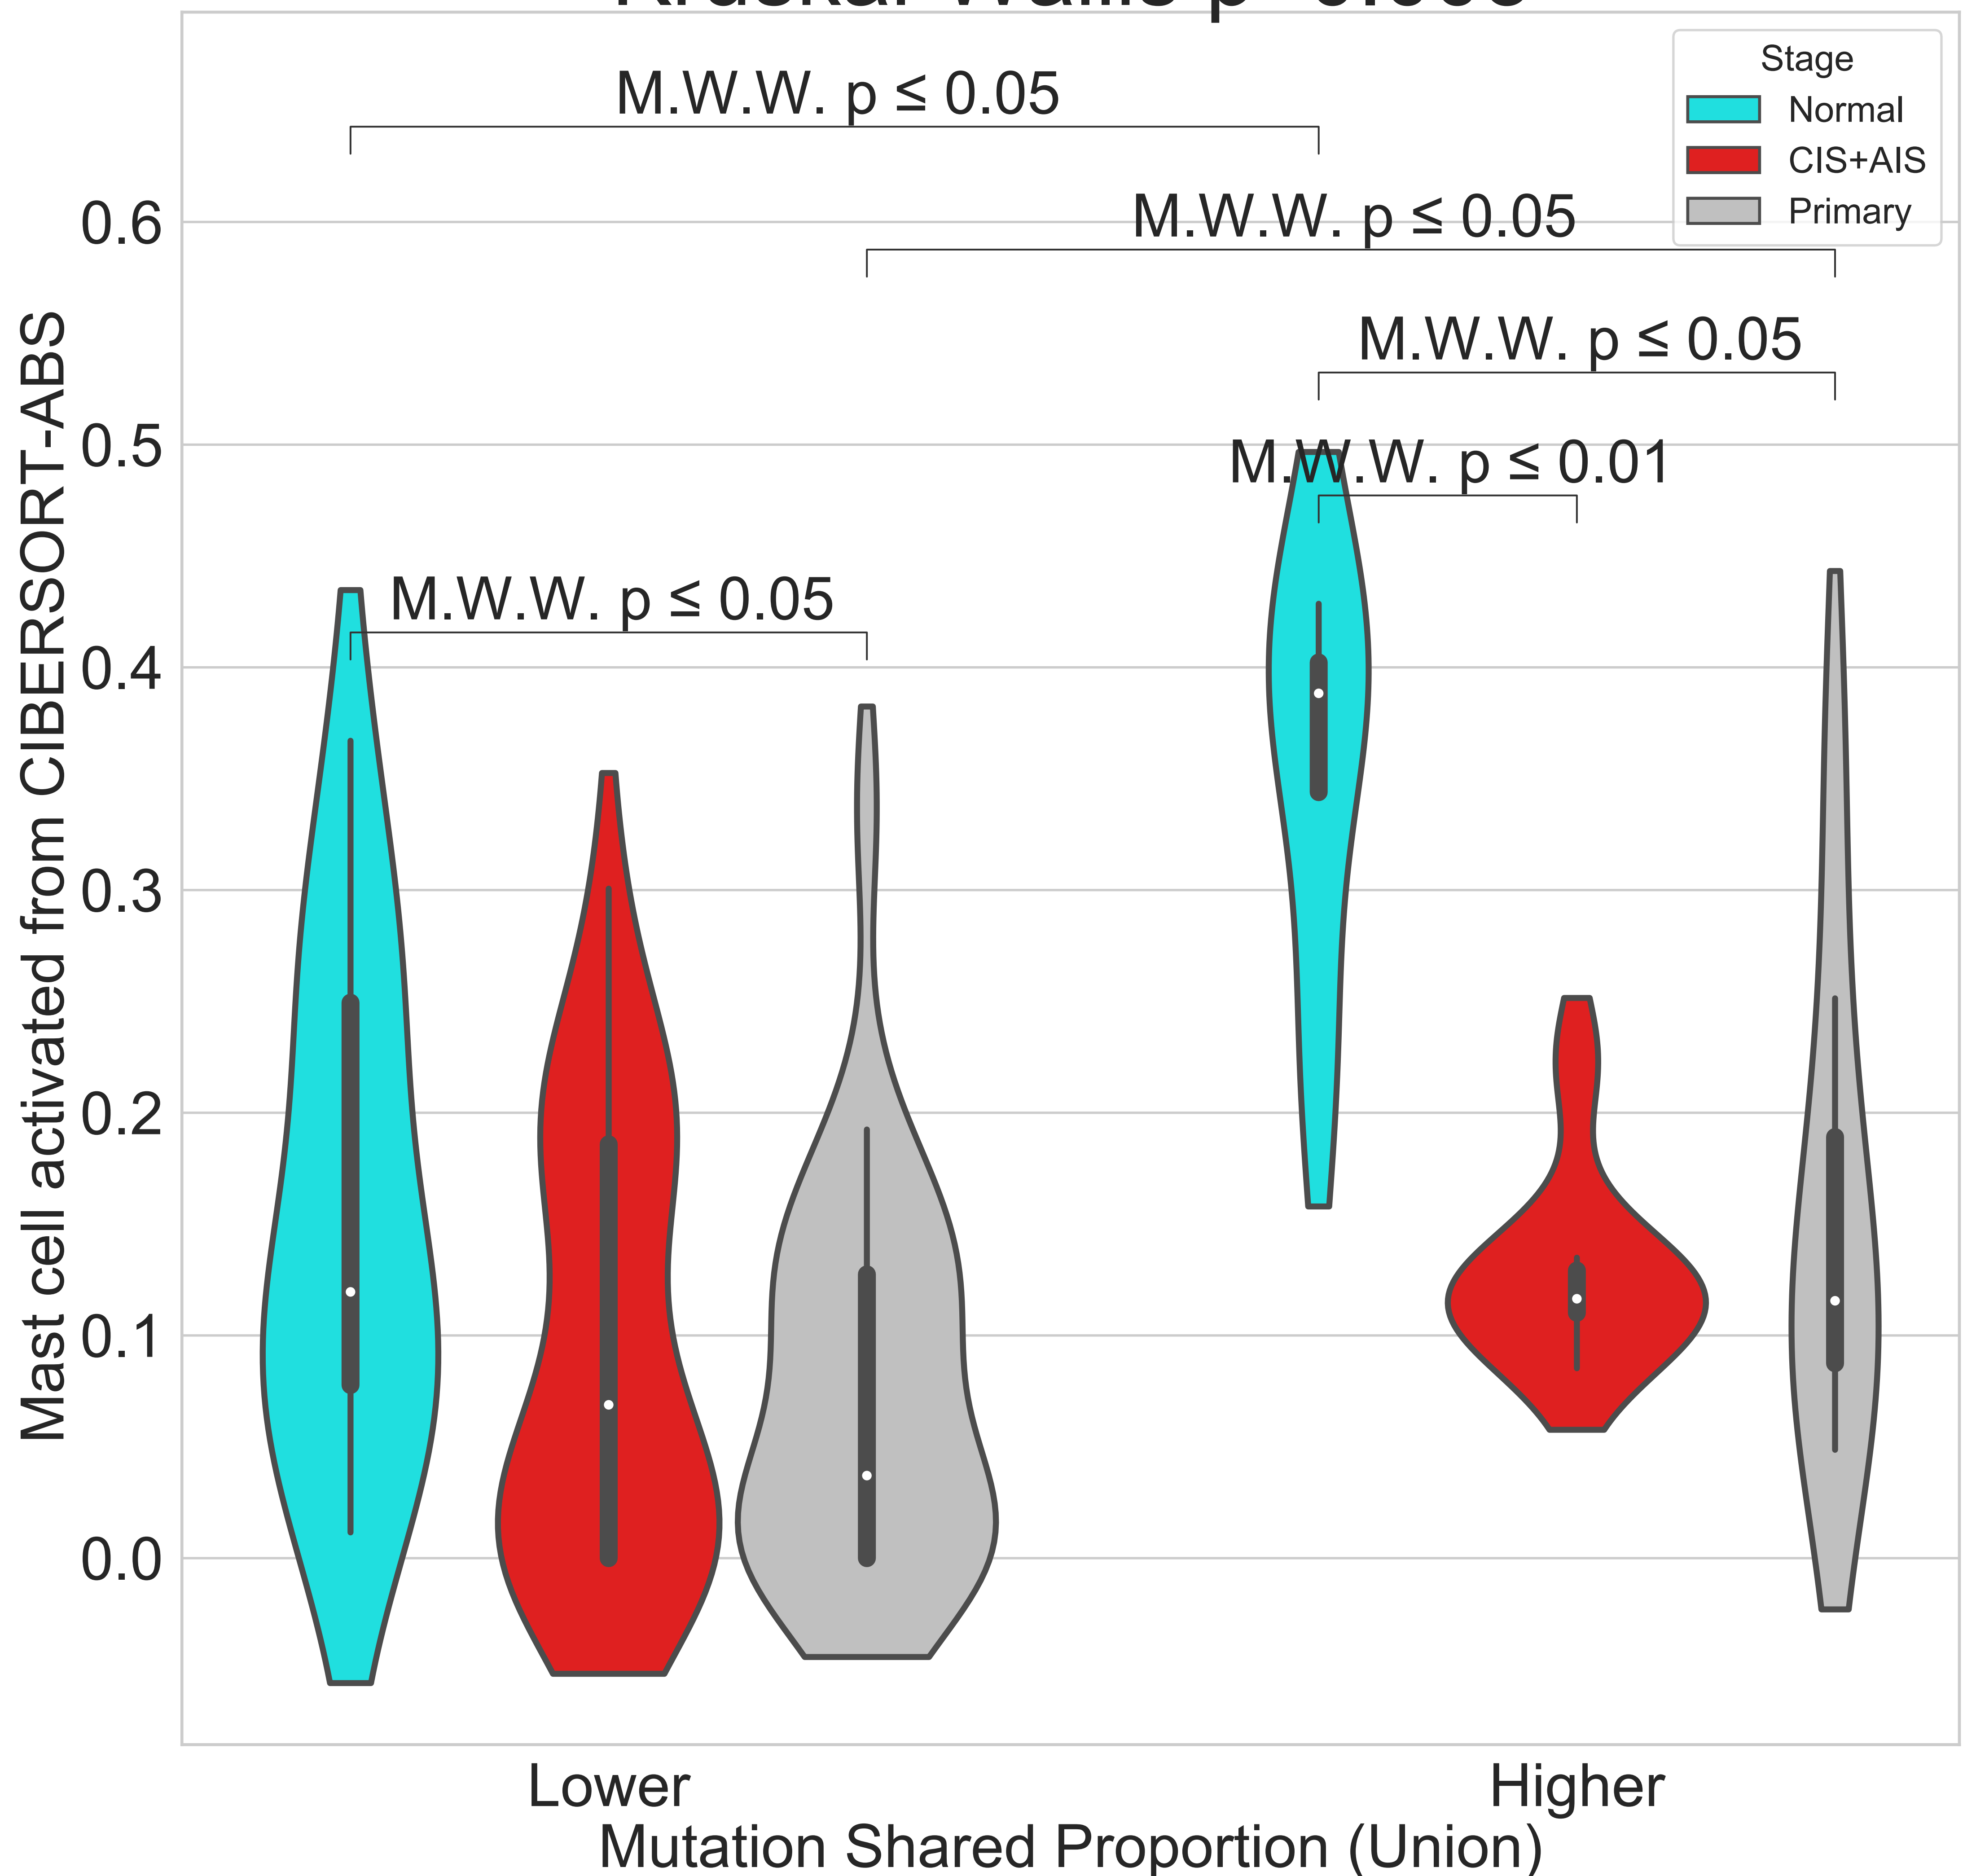 Stage
Normal
CIS+AIS
Primary
M.W.W. p ≤ 0.05
M.W.W. p ≤ 0.05
M.W.W. p ≤ 0.05
M.W.W. p ≤ 0.01
M.W.W. p ≤ 0.05
0.6
0.5
0.4
0.3
0.2
0.1
0.0
Mast cell activated from CIBERSORT-ABS
Lower
Higher
Mutation Shared Proportion (Union)